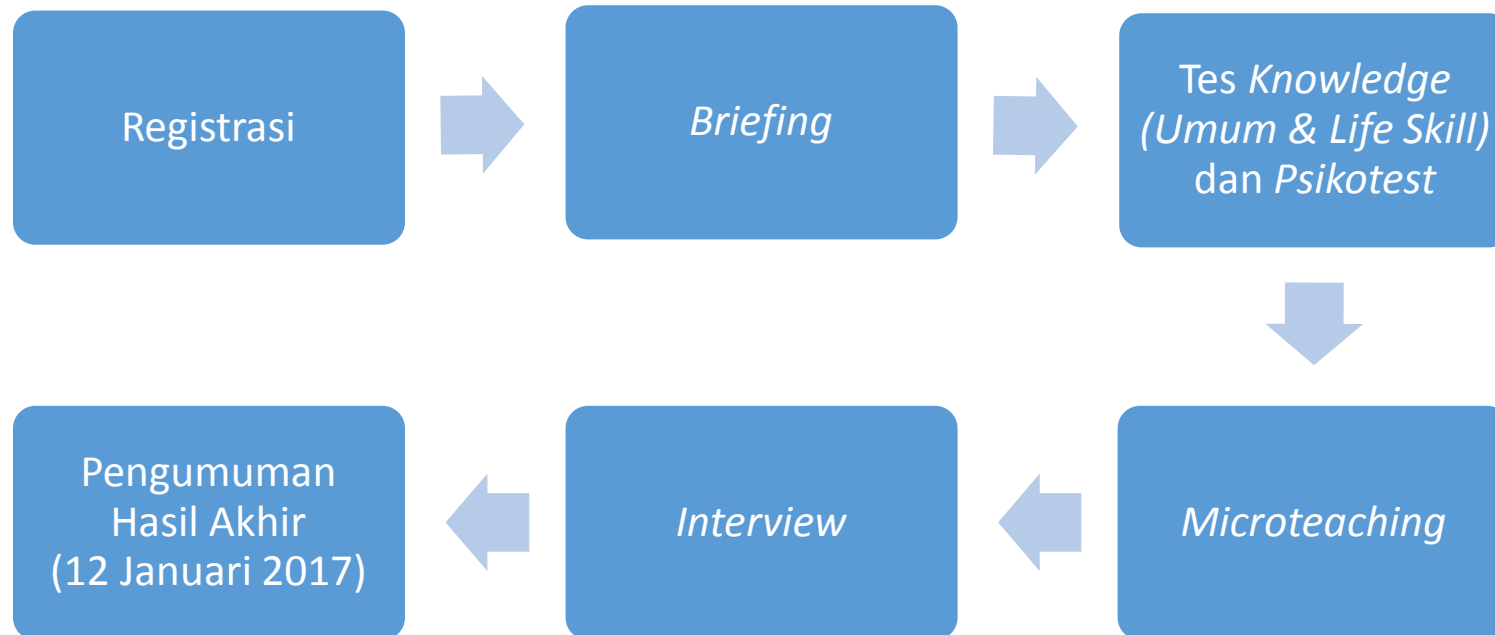 Registrasi
Briefing
Tes Knowledge
(Umum & Life Skill)
dan Psikotest
Microteaching
Interview
Pengumuman
Hasil Akhir
(12 Januari 2017)